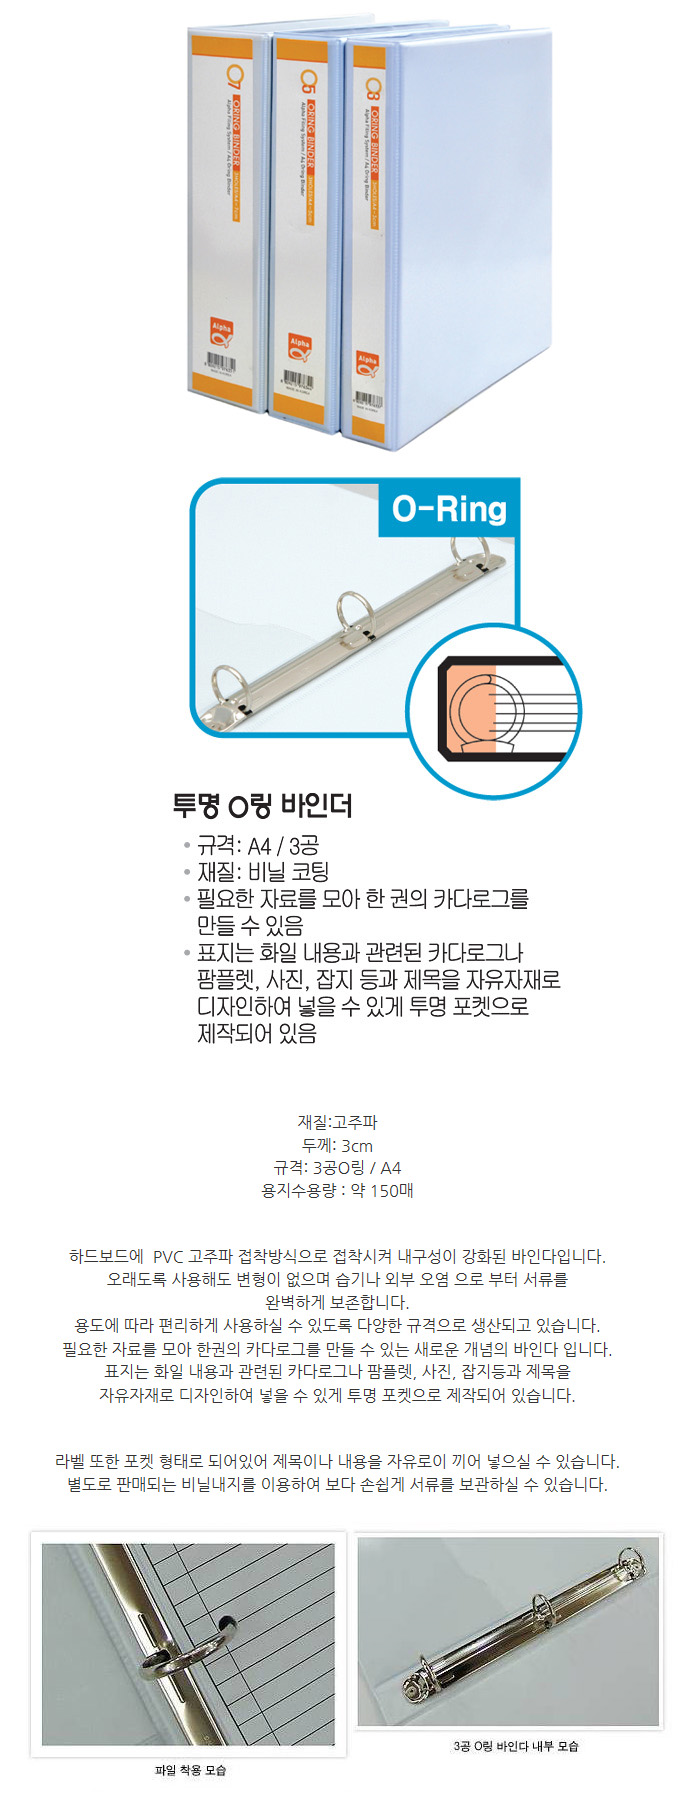 7 ORING BINDER 3HOLES/A4-7cm
Alpha Filing System / A4 Oring Binder
Alpha
5 ORING BINDER 3HOLES/A4-5cm
Alpha Filing System / A4 Oring Binder
Alpha
3 ORING BINDER 3HOLES/A4-3cm
Alpha Filing System / A4 Oring Binder
Alpha
O-Ring
투명 O링 바인더
• 규격: A4 / 3공
• 재질: 비닐 코팅
• 필요한 자료를 모아 한 권의 카다로그를
만들 수 있음
• 표지는 화일 내용과 관련된 카다로그나
팜플렛, 사진, 잡지 등과 제목을 자유자재로
디자인하여 넣을 수 있게 투명 포켓으로
제작되어 있음
재질:고주파
두께: 3cm
규격: 3공O링 / A4
용지수용량 : 약 150매
하드보드에 PVC 고주파 접착방식으로 접착시켜 내구성이 강화된 바인다입니다.
오래도록 사용해도 변형이 없으며 습기나 외부 오염 으로 부터 서류를
완벽하게 보존합니다.
용도에 따라 편리하게 사용하실 수 있도록 다양한 규격으로 생산되고 있습니다.
필요한 자료를 모아 한권의 카다로그를 만들 수 있는 새로운 개념의 바인다 입니다.
표지는 화일 내용과 관련된 카다로그나 팜플렛, 사진, 잡지등과 제목을
자유자재로 디자인하여 넣을 수 있게 투명 포켓으로 제작되어 있습니다.
라벨 또한 포켓 형태로 되어있어 제목이나 내용을 자유로이 끼어 넣으실 수 있습니다.
별도로 판매되는 비닐내지를 이용하여 보다 손쉽게 서류를 보관하실 수 있습니다.
파일 착용 모습
3공 O링 바인다 내부 모습